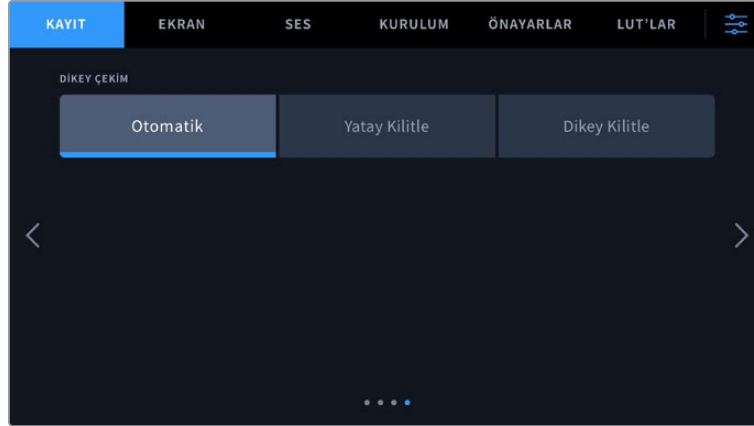 KAYIT EKRAN SES KURULUM ÖNAYARLAR LUT'LAR
DİKEY ÇEKİM
Otomatik Yatay Kilitle Dikey Kilitle